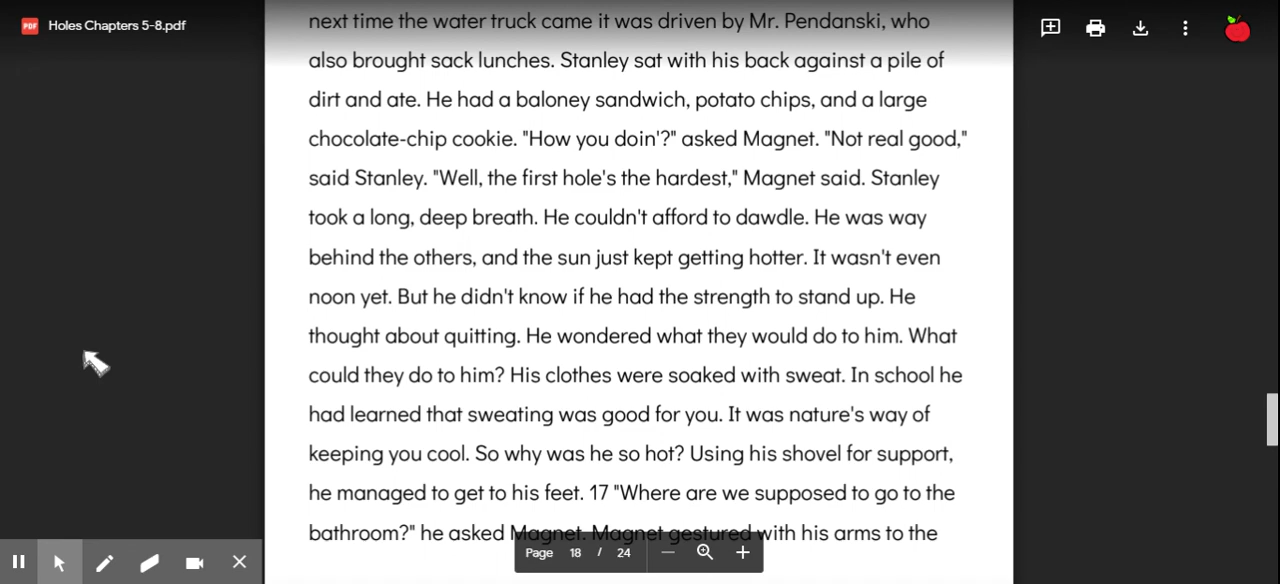 Holes Chapters 5-8.pdf
next time the water truck came it was driven by Mr. Pendanski, who
also brought sack lunches. Stanley sat with his back against a pile of
dirt and ate. He had a baloney sandwich, potato chips, and a large
chocolate-chip cookie. "How you doin'?" asked Magnet. "Not real good,"
said Stanley. "Well, the first hole's the hardest," Magnet said. Stanley
took a long, deep breath. He couldn't afford to dawdle. He was way
behind the others, and the sun just kept getting hotter. It wasn't even
noon yet. But he didn't know if he had the strength to stand up. He
thought about quitting. He wondered what they would do to him. What
could they do to him? His clothes were soaked with sweat. In school he
had learned that sweating was good for you. It was nature's way of
keeping you cool. So why was he so hot? Using his shovel for support,
he managed to get to his feet. 17 "Where are we supposed to go to the
bathroom?" he asked Magnet. Magnet gestured with his arms to the
Page 18 / 24